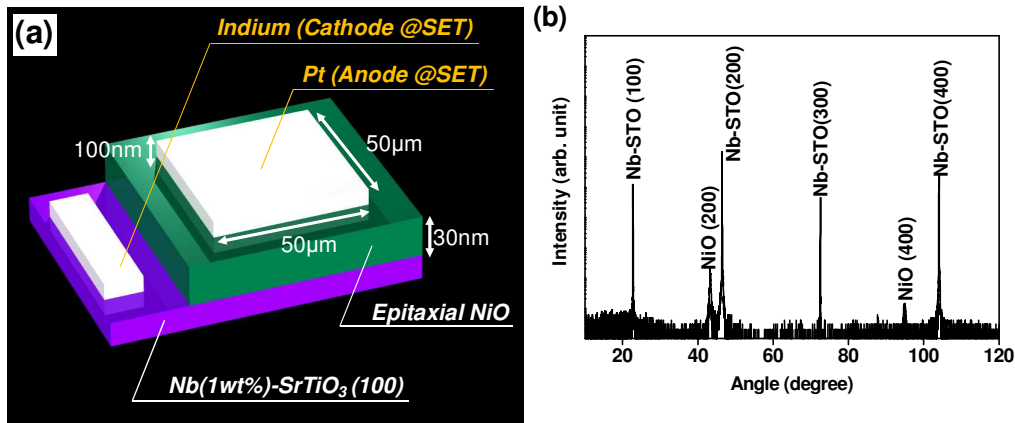 (a)
Indium (Cathode @SET)
Pt (Anode @SET)
100nm
50μm
50μm
30nm
Epitaxial NiO
Nb(1wt%)-SrTiO3 (100)
(b)
Intensity (arb. unit)
Nb-STO (100)
NiO (200)
Nb-STO(200)
Nb-STO(300)
NiO (400)
Nb-STO(400)
20 40 60 80 100 120
Angle (degree)